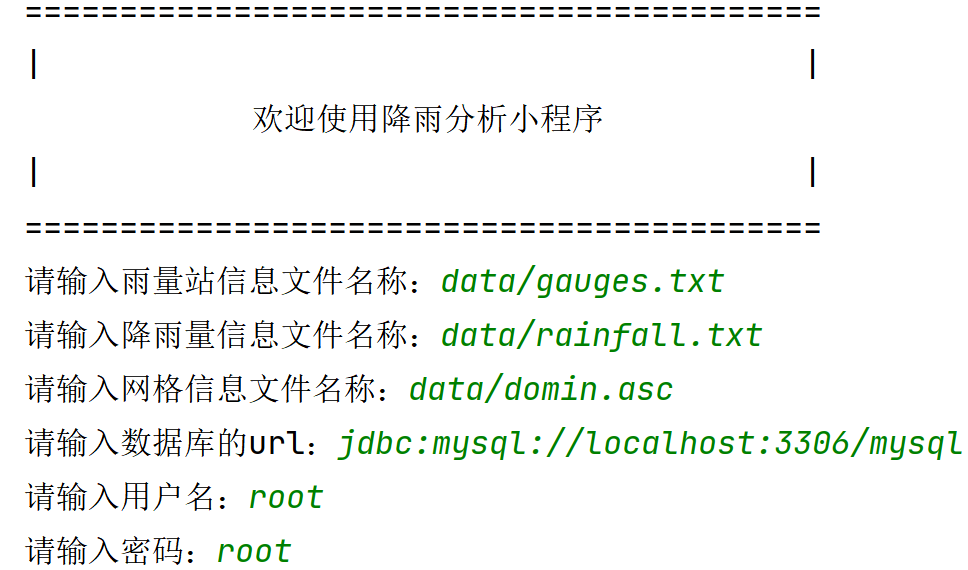 ==========================================
|                                        |
欢迎使用降雨分析小程序
|                                        |
==========================================
请输入雨量站信息文件名称：data/gauges.txt
请输入降雨量信息文件名称：data/rainfall.txt
请输入网格信息文件名称：data/domin.asc
请输入数据库的url：jdbc:mysql://localhost:3306/mysql
请输入用户名：root
请输入密码：root